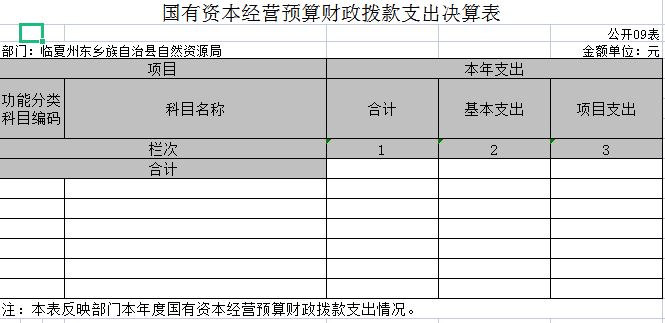 国有资本经营预算财政拨款支出决算表
公开09表
部门：临夏州东乡族自治县自然资源局 金额单位：元
项目 本年支出
功能分类
科目编码 科目名称 合计 基本支出 项目支出
栏次 1 2 3
合计
注：本表反映部门本年度国有资本经营预算财政拨款支出情况。